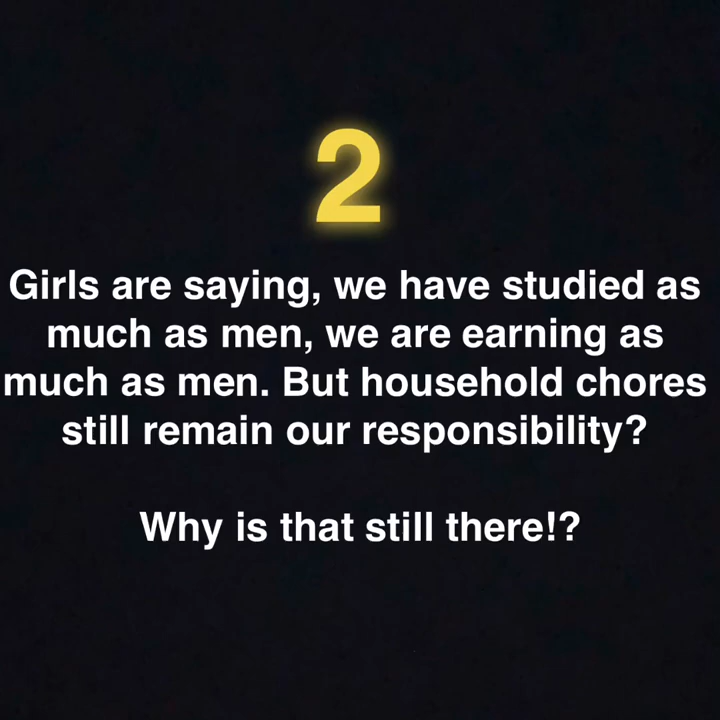 2
Girls are saying, we have studied as
much as men, we are earning as
much as men. But household chores
still remain our responsibility?
Why is that still there!?